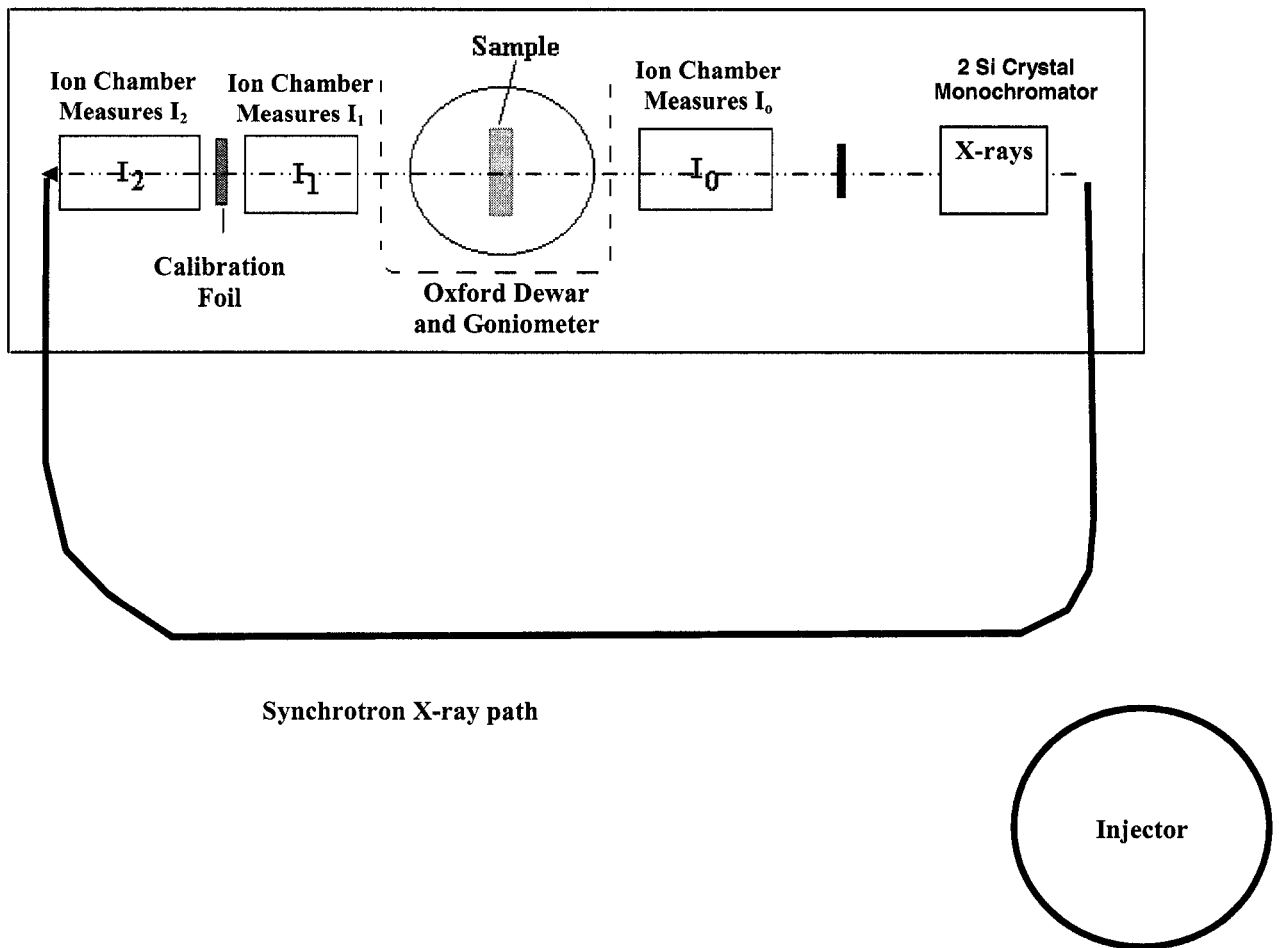 Sample
Ion Chamber
Measures I₂
Ion Chamber
Measures I₁
Ion Chamber
Measures Iₒ
2 Si Crystal
Monochromator
I₂
I₁
I₀
X-rays
Calibration
Foil
Oxford Dewar
and Goniometer
Synchrotron X-ray path
Injector